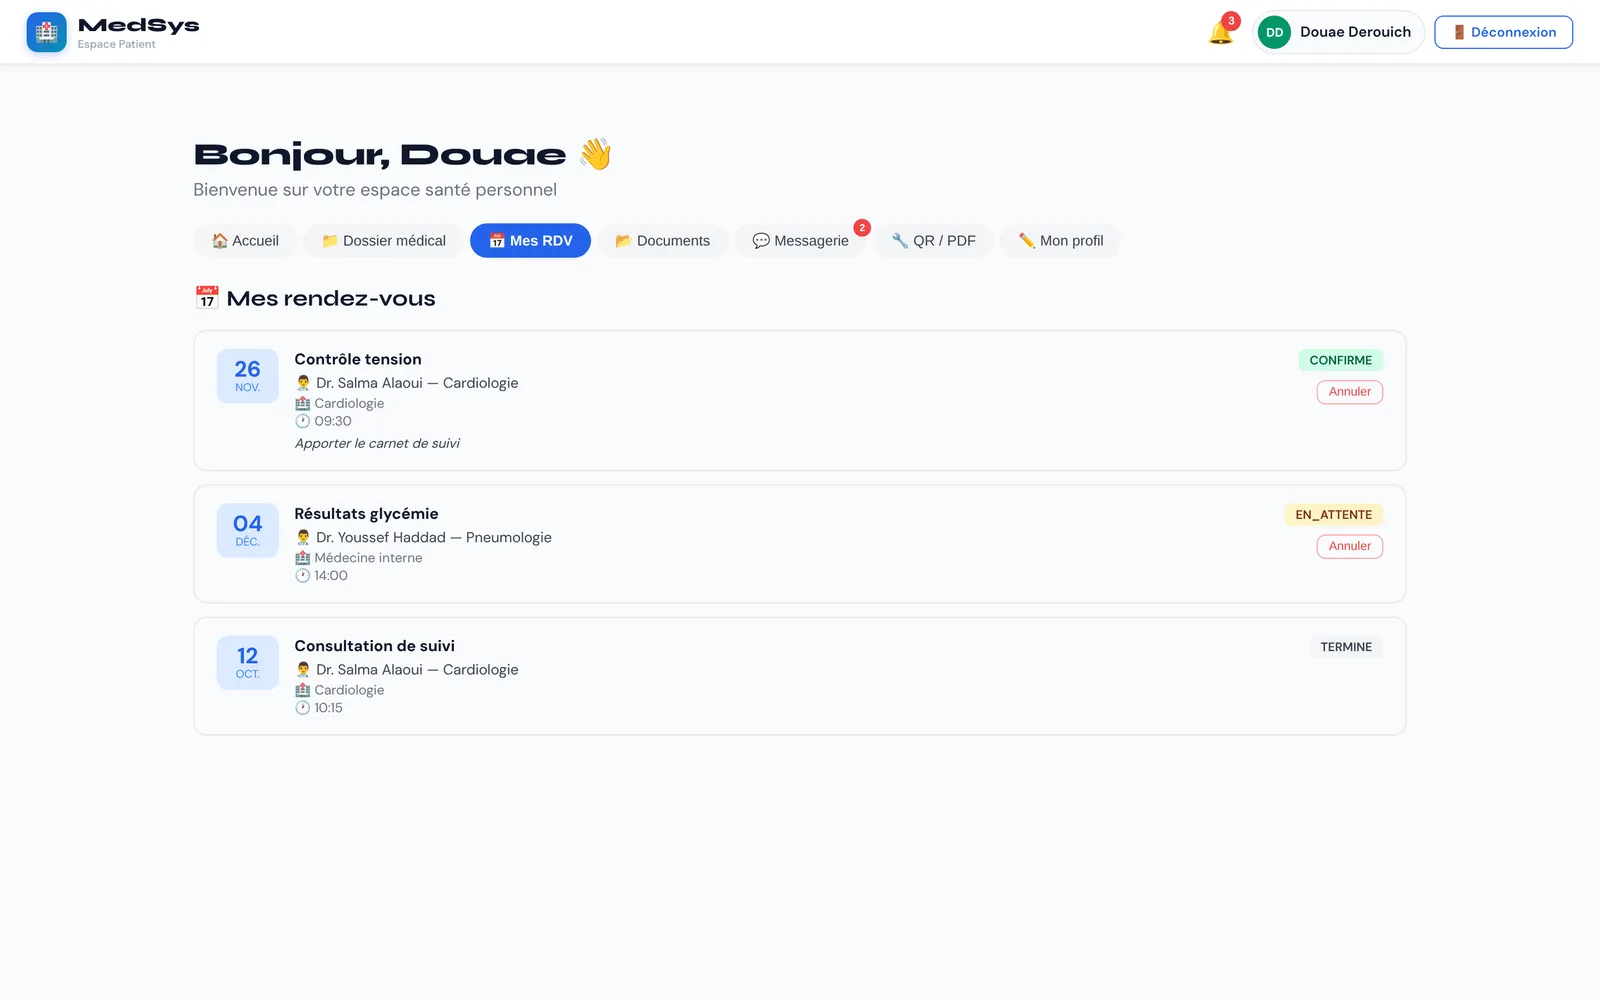 MedSys
Espace Patient
3
DD
Douae Derouich
Déconnexion
Bonjour, Douae
Bienvenue sur votre espace santé personnel
Accueil
Dossier médical
Mes RDV
Documents
Messagerie
2
QR / PDF
Mon profil
Mes rendez-vous
26
NOV.
Contrôle tension
Dr. Salma Alaoui — Cardiologie
Cardiologie
09:30
Apporter le carnet de suivi
CONFIRME
Annuler
04
DÉC.
Résultats glycémie
Dr. Youssef Haddad — Pneumologie
Médecine interne
14:00
EN_ATTENTE
Annuler
12
OCT.
Consultation de suivi
Dr. Salma Alaoui — Cardiologie
Cardiologie
10:15
TERMINE